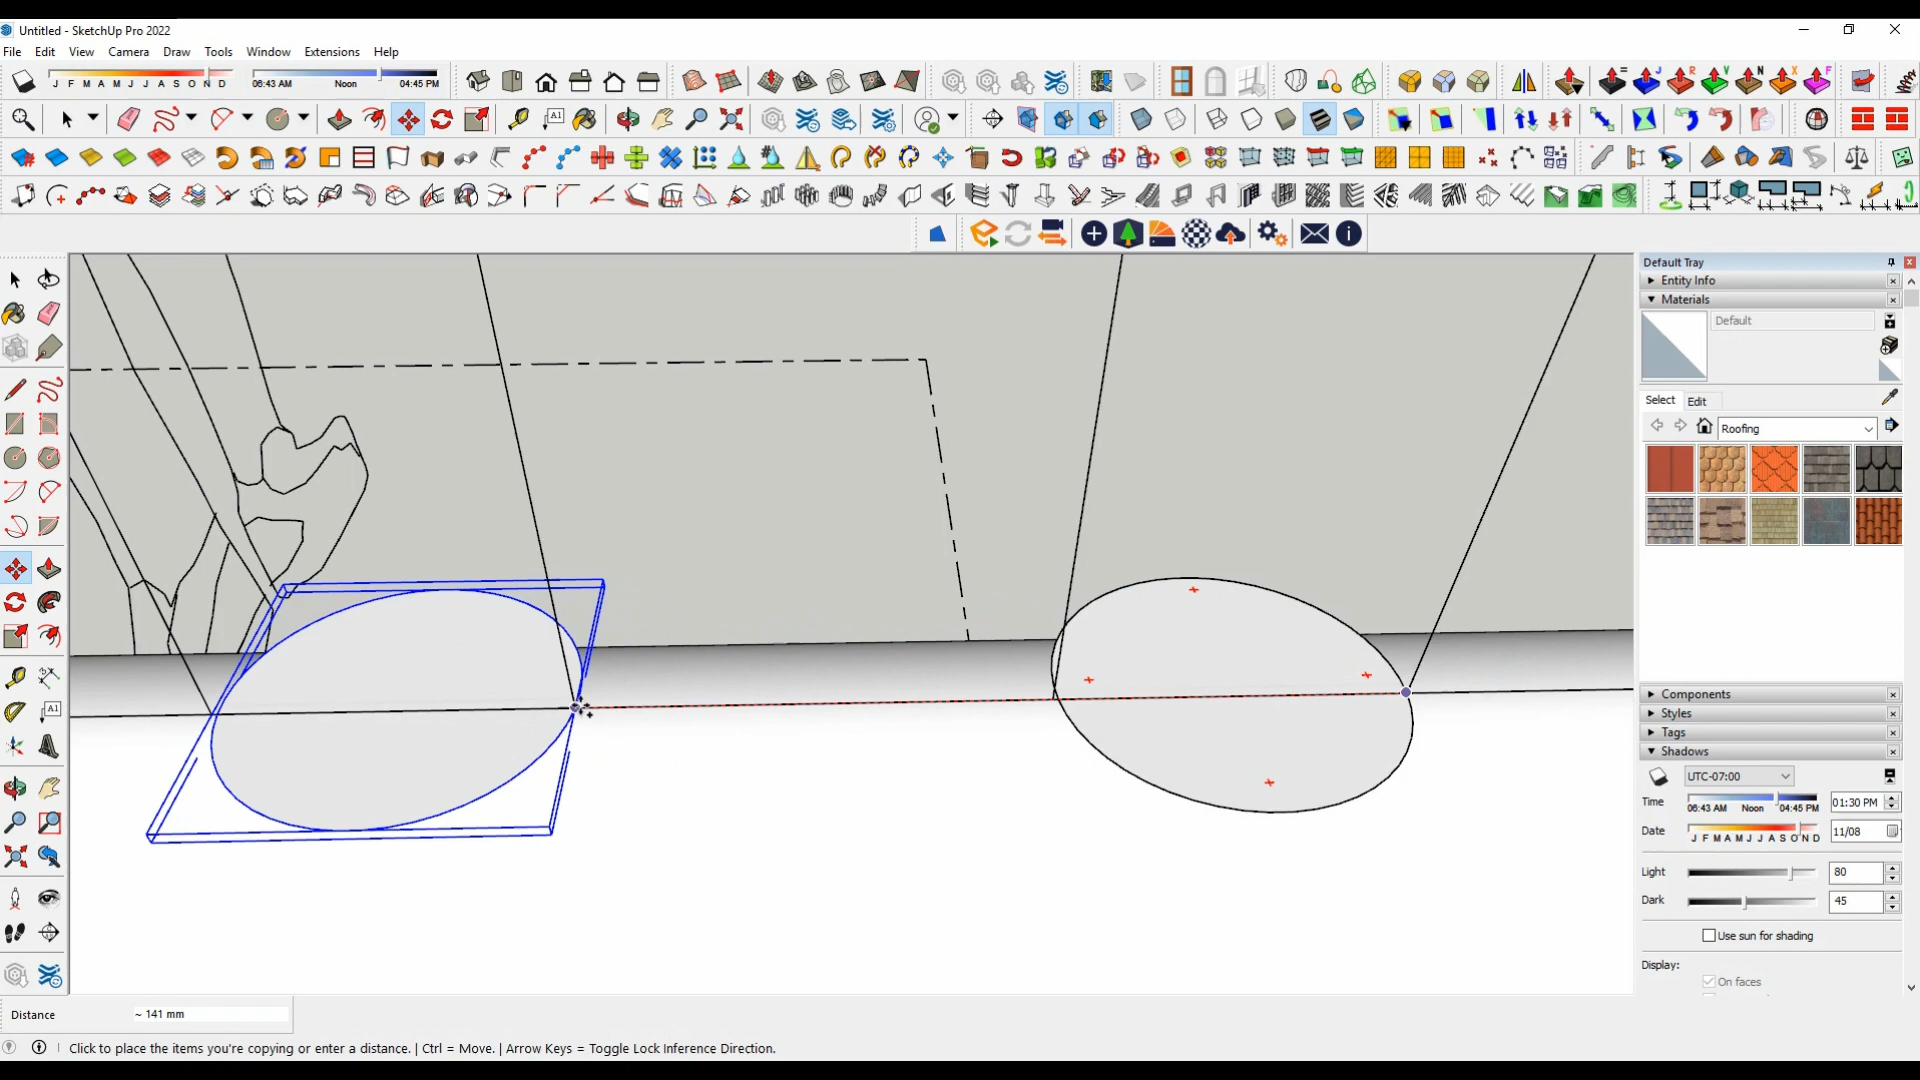 Untitled - SketchUp Pro 2022
File Edit View Camera Draw Tools Window Extensions Help
J F M A M J J A S O N D 06:43 AM Noon 04:45 PM
Default Tray
Entity Info
Materials
Default
Select Edit
Roofing
Components
Styles
Tags
Shadows
UTC-07:00
Time 06:43 AM Noon 04:45 PM 01:30 PM
Date J F M A M J J A S O N D 11/08
Light 80
Dark 45
Use sun for shading
Display:
On faces
Distance ~ 141 mm
Click to place the items you're copying or enter a distance. | Ctrl = Move. | Arrow Keys = Toggle Lock Inference Direction.